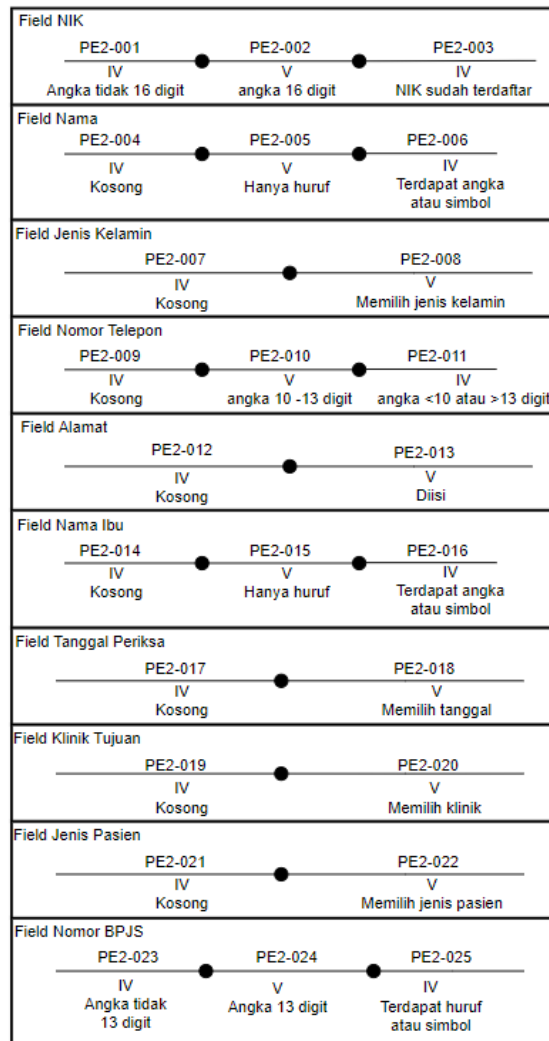 Field NIK
PE2-001 PE2-002 PE2-003
IV V IV
Angka tidak 16 digit angka 16 digit NIK sudah terdaftar
Field Nama
PE2-004 PE2-005 PE2-006
IV V IV
Kosong Hanya huruf Terdapat angka
atau simbol
Field Jenis Kelamin
PE2-007 PE2-008
IV V
Kosong Memilih jenis kelamin
Field Nomor Telepon
PE2-009 PE2-010 PE2-011
IV V IV
Kosong angka 10 -13 digit angka <10 atau >13 digit
Field Alamat
PE2-012 PE2-013
IV V
Kosong Diisi
Field Nama Ibu
PE2-014 PE2-015 PE2-016
IV V IV
Kosong Hanya huruf Terdapat angka
atau simbol
Field Tanggal Periksa
PE2-017 PE2-018
IV V
Kosong Memilih tanggal
Field Klinik Tujuan
PE2-019 PE2-020
IV V
Kosong Memilih klinik
Field Jenis Pasien
PE2-021 PE2-022
IV V
Kosong Memilih jenis pasien
Field Nomor BPJS
PE2-023 PE2-024 PE2-025
IV V IV
Angka tidak Angka 13 digit Terdapat huruf
13 digit atau simbol